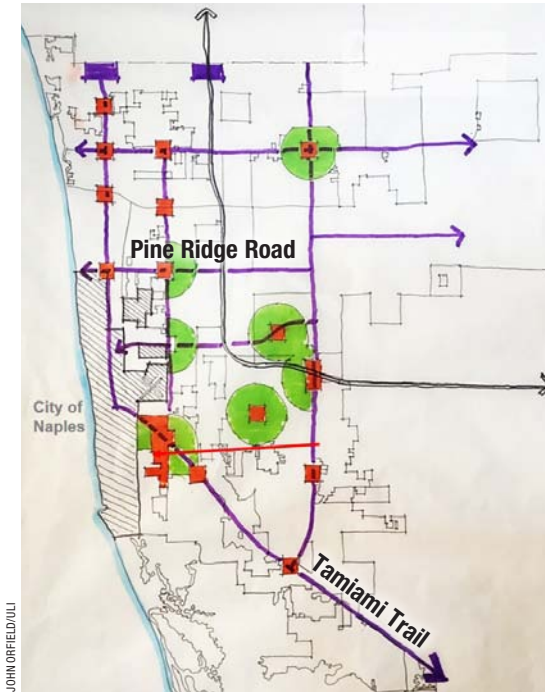 Pine Ridge Road
City of
Naples
Tamiami Trail
JOHN ORFIELD/ULI